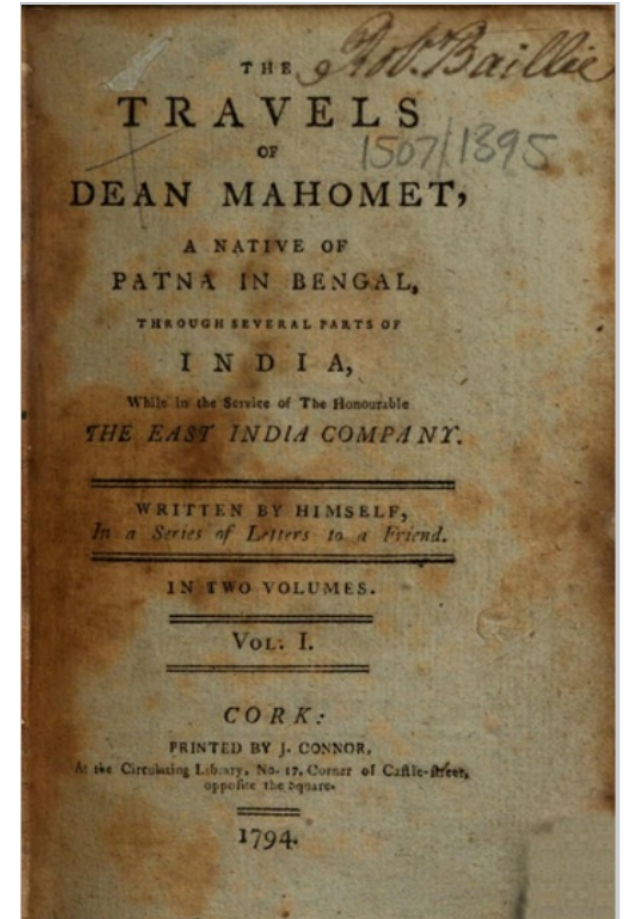 Robt. Baillie
THE
TRAVELS
OF
1507/1395
DEAN MAHOMET,
A NATIVE OF
PATNA IN BENGAL,
THROUGH SEVERAL PARTS OF
INDIA,
While in the Service of The Honourable
THE EAST INDIA COMPANY.
WRITTEN BY HIMSELF,
In a Series of Letters to a Friend.
IN TWO VOLUMES.
VOL. I.
CORK:
PRINTED BY J. CONNOR,
At the Circulating Library, No. 17, Corner of Caſtle-ſtreet,
oppoſite the Square.
1794.